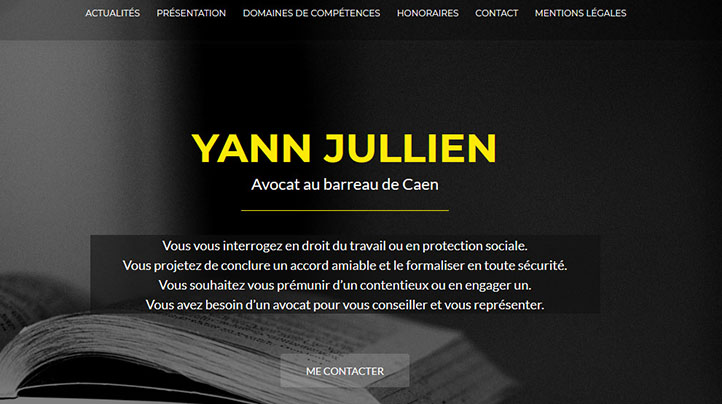 ACTUALITÉS PRÉSENTATION DOMAINES DE COMPÉTENCES HONORAIRES CONTACT MENTIONS LÉGALES
YANN JULLIEN
Avocat au barreau de Caen
Vous vous interrogez en droit du travail ou en protection sociale.
Vous projetez de conclure un accord amiable et le formaliser en toute sécurité.
Vous souhaitez vous prémunir d'un contentieux ou en engager un.
Vous avez besoin d'un avocat pour vous conseiller et vous représenter.
ME CONTACTER